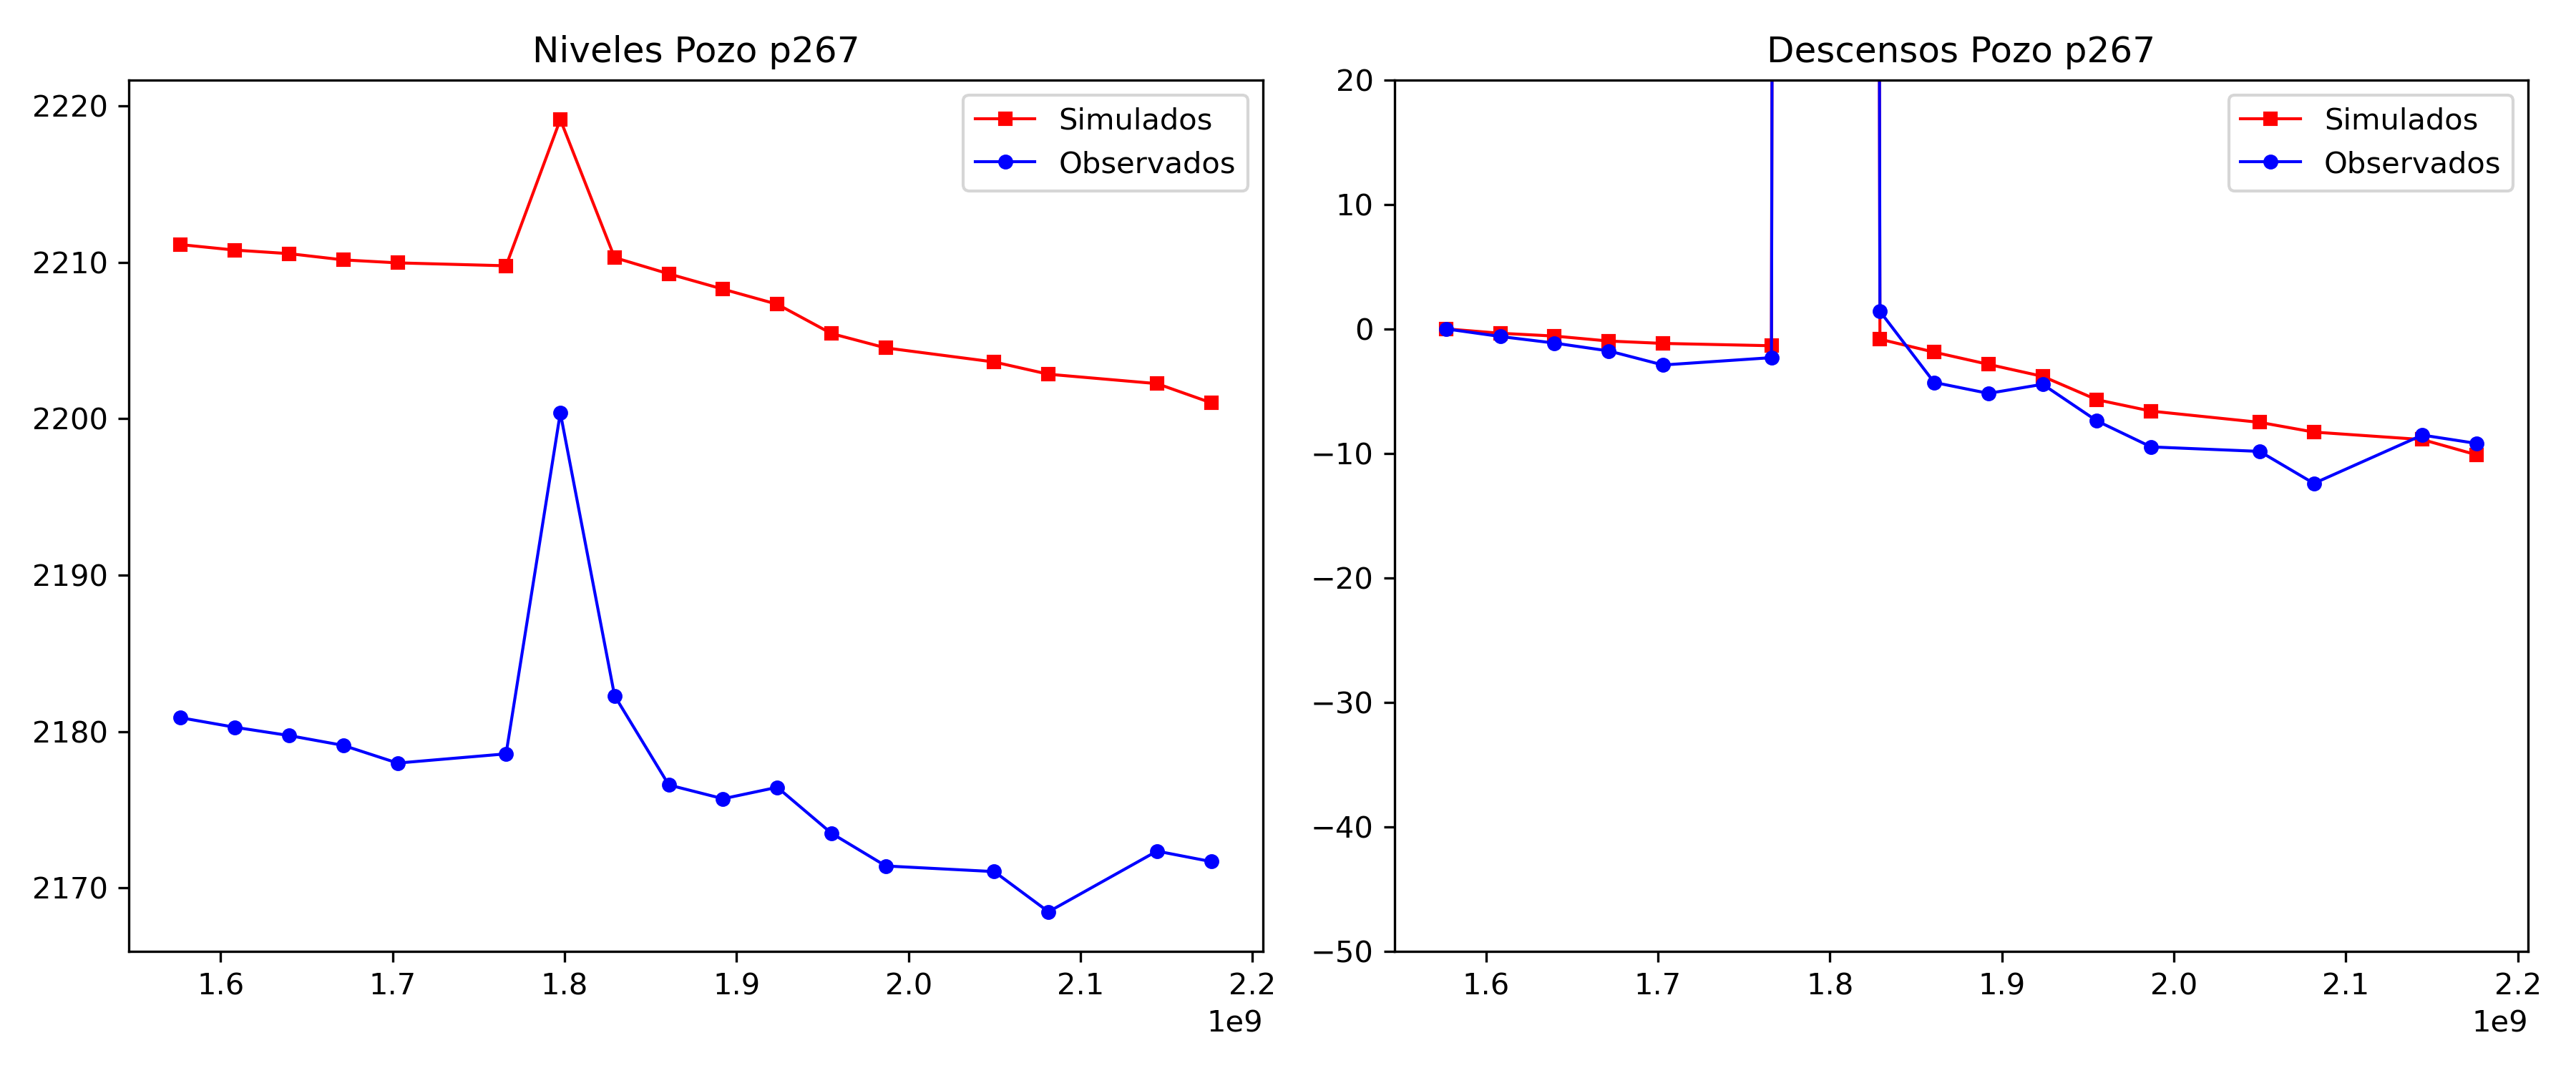 Niveles Pozo p267
2220
2210
2200
2190
2180
2170
1.6 1.7 1.8 1.9 2.0 2.1 2.2
1e9
Simulados
Observados
Descensos Pozo p267
20
10
0
−10
−20
−30
−40
−50
1.6 1.7 1.8 1.9 2.0 2.1 2.2
1e9
Simulados
Observados